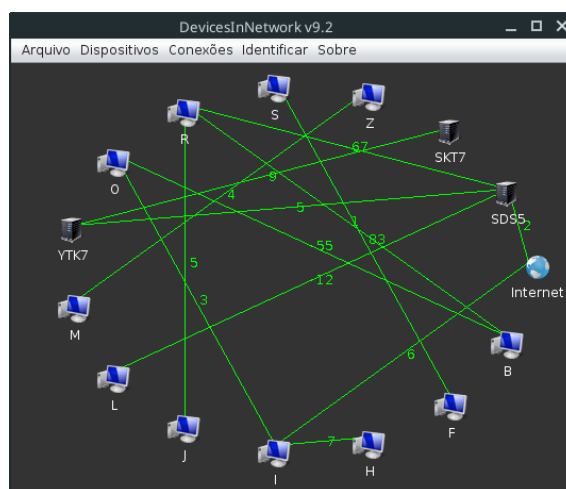 DevicesInNetwork v9.2
Arquivo Dispositivos Conexões Identificar Sobre
S
Z
R
SKT7
67
O
9
4
5
SDS5
1
2
YTK7
83
55
5
12
Internet
3
M
6
B
L
F
J
7
I
H